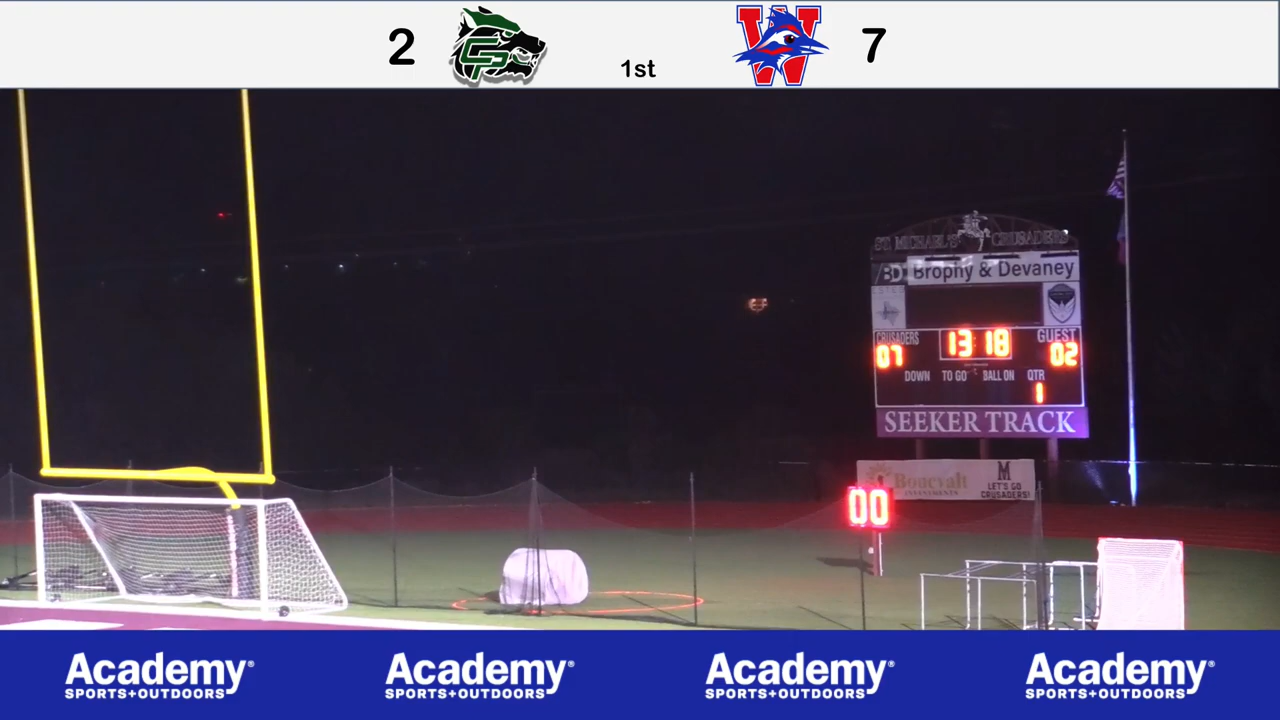 2
CP
1st
W
7
ST. MICHAEL'S CRUSADERS
BD Brophy & Devaney
CRUSADERS
07
13:18
GUEST
02
DOWN TO GO BALL ON QTR
1
SEEKER TRACK
M
LET'S GO
CRUSADERS!
00
Academy
SPORTS+OUTDOORS
Academy
SPORTS+OUTDOORS
Academy
SPORTS+OUTDOORS
Academy
SPORTS+OUTDOORS